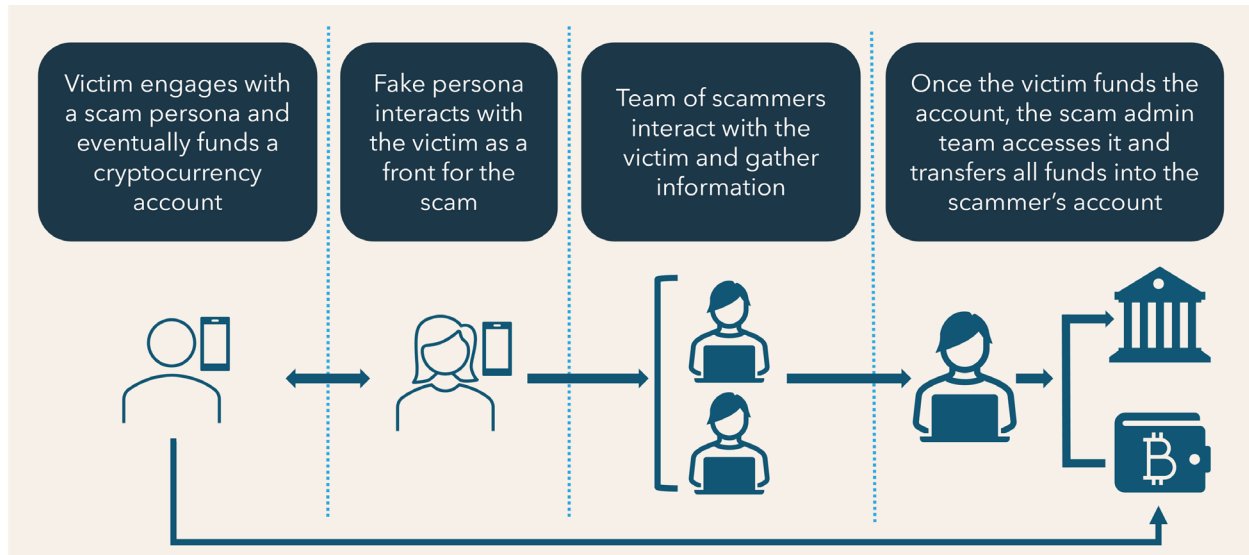 Victim engages with
a scam persona and
eventually funds a
cryptocurrency
account
Fake persona
interacts with
the victim as a
front for the
scam
Team of scammers
interact with the
victim and gather
information
Once the victim funds the
account, the scam admin
team accesses it and
transfers all funds into the
scammer’s account